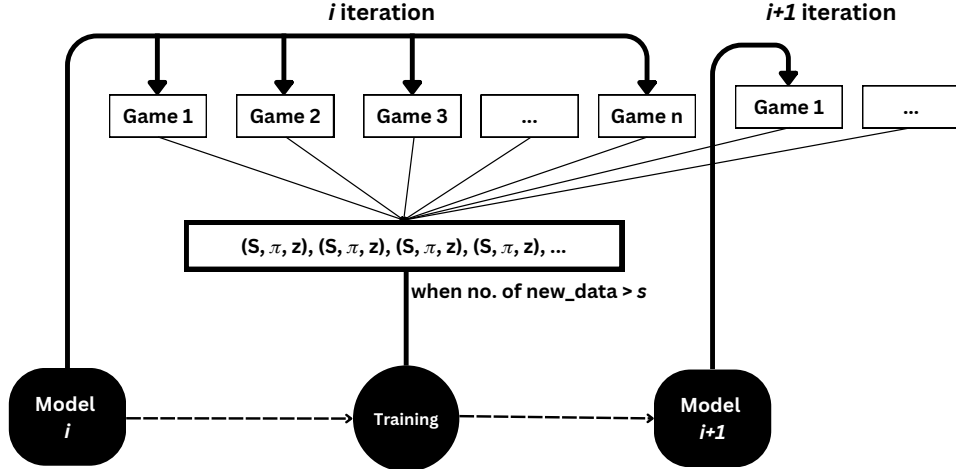 i iteration
i+1 iteration
Game 1
Game 2
Game 3
...
Game n
Game 1
...
(S, π, z), (S, π, z), (S, π, z), (S, π, z), ...
when no. of new_data > s
Model
i
Training
Model
i+1